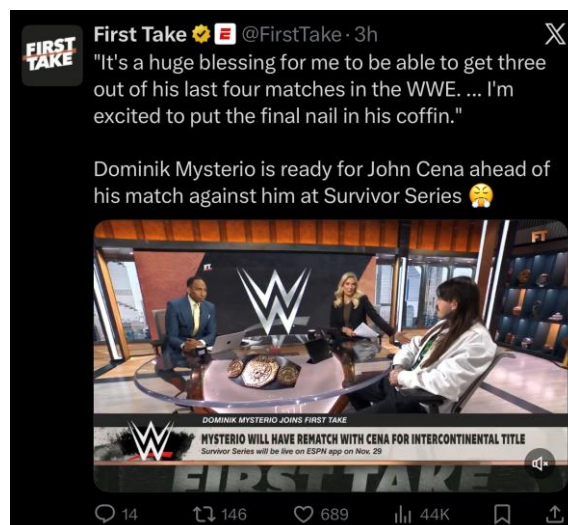 First Take @FirstTake · 3h
FIRST
TAKE
"It's a huge blessing for me to be able to get three
out of his last four matches in the WWE. ... I'm
excited to put the final nail in his coffin."
Dominik Mysterio is ready for John Cena ahead of
his match against him at Survivor Series 😤
FT
W
DOMINIK MYSTERIO JOINS FIRST TAKE
MYSTERIO WILL HAVE REMATCH WITH CENA FOR INTERCONTINENTAL TITLE
Survivor Series will be live on ESPN app on Nov. 29
FIRST TAKE
14 146 689 44K